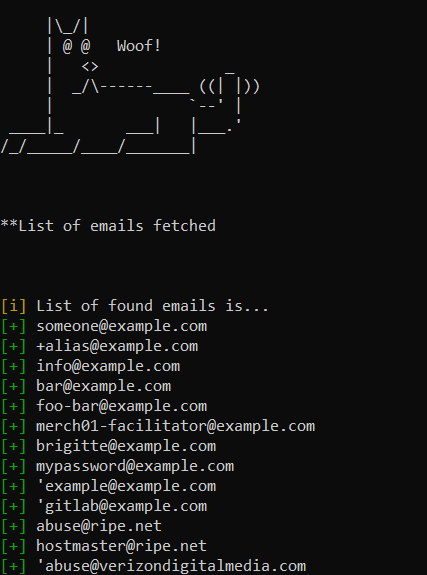 |\_/|
| @ @   Woof!
|   <>              _
|  _/\------____ ((| |))
|               `--' |
____|_       ___|   |___.'
/_/_____/____/_______|
**List of emails fetched
[i] List of found emails is...
[+] someone@example.com
[+] +alias@example.com
[+] info@example.com
[+] bar@example.com
[+] foo-bar@example.com
[+] merch01-facilitator@example.com
[+] brigitte@example.com
[+] mypassword@example.com
[+] 'example@example.com
[+] 'gitlab@example.com
[+] abuse@ripe.net
[+] hostmaster@ripe.net
[+] 'abuse@verizondigitalmedia.com